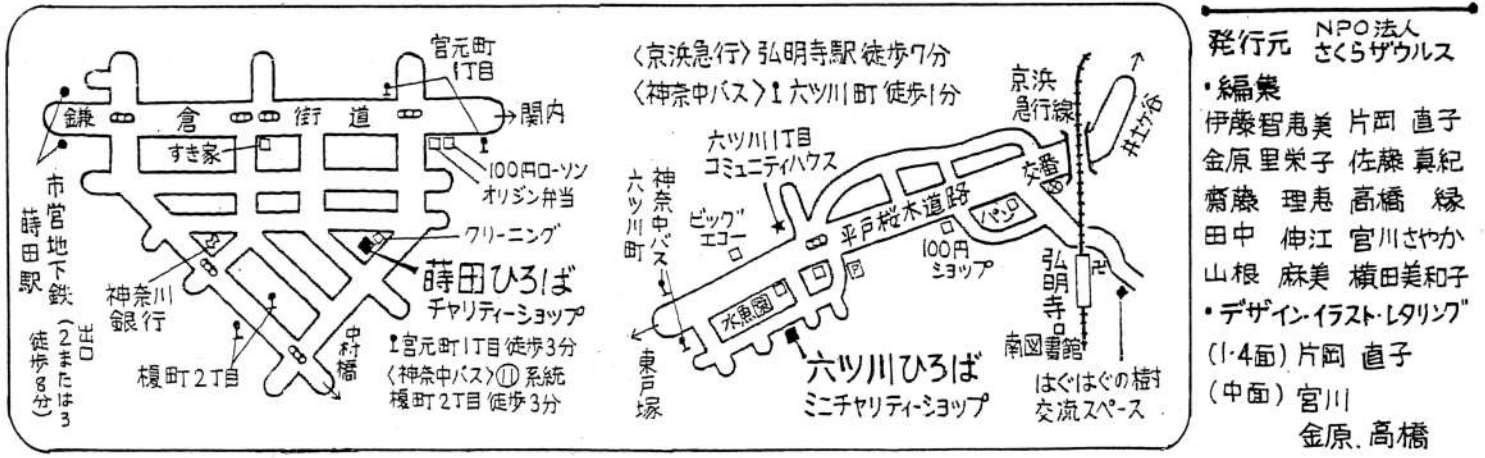 宮元町
1丁目
鎌倉街道
→関内
すき家
100円ローソン
オリジン弁当
市営地下鉄
蒔田駅
出口
(2または3
徒歩8分)
クリーニング
神奈川
銀行
蒔田ひろば
チャリティーショップ
宮元町1丁目徒歩3分
〈神奈中バス〉⑪系統
榎町2丁目徒歩3分
榎町2丁目
中村橋
〈京浜急行〉弘明寺駅徒歩7分
〈神奈中バス〉六ツ川町徒歩1分
京浜
急行線
井土ケ谷
六ツ川1丁目
コミュニティハウス
神奈中バス
六ツ川町
ビッグ
エコー
平戸桜木道路
交番
パン
100円
ショップ
P
水魚園
卍
弘明寺
南図書館
東戸塚
六ツ川ひろば
ミニチャリティーショップ
はぐはぐの樹
交流スペース
発行元 NPO法人
さくらザウルス
・編集
伊藤智恵美 片岡 直子
金原里栄子 佐藤 真紀
齋藤 理恵 高橋 縁
田中 伸江 宮川さやか
山根 麻美 横田美和子
・デザイン・イラスト・レタリング
(1・4面) 片岡 直子
(中面) 宮川
金原.高橋